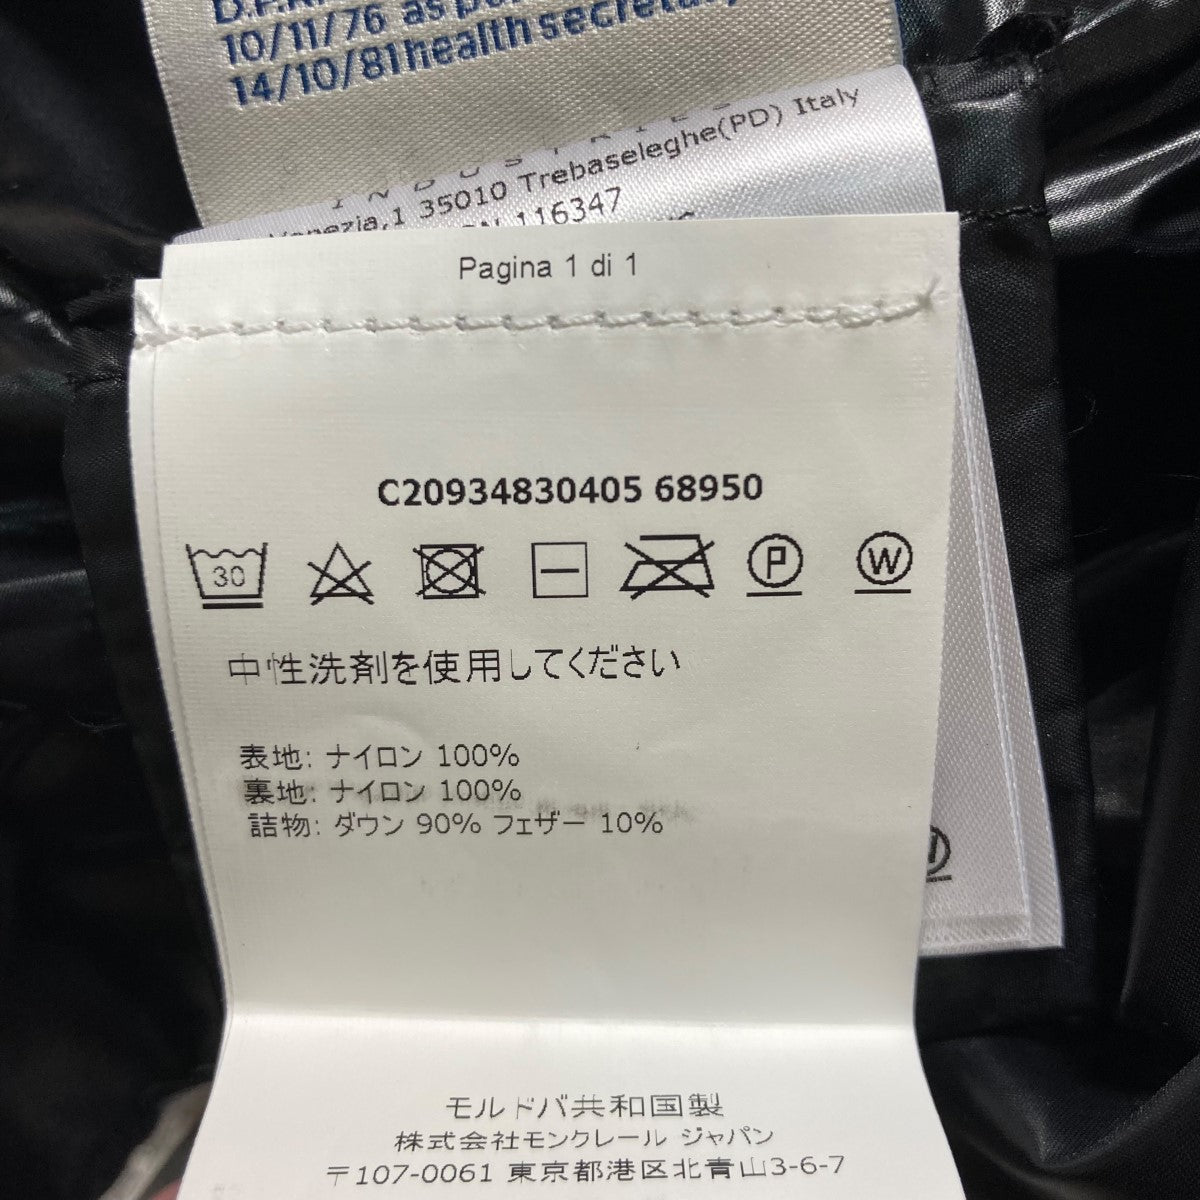 10/11/76 as per
14/10/81 health secretary
INDUSTRIES
Venezia,1 35010 Trebaseleghe(PD) Italy
116347
Pagina 1 di 1
C20934830405 68950
30
P
W
中性洗剤を使用してください
表地: ナイロン 100%
裏地: ナイロン 100%
詰物: ダウン 90% フェザー 10%
モルドバ共和国製
株式会社モンクレール ジャパン
〒107-0061 東京都港区北青山3-6-7